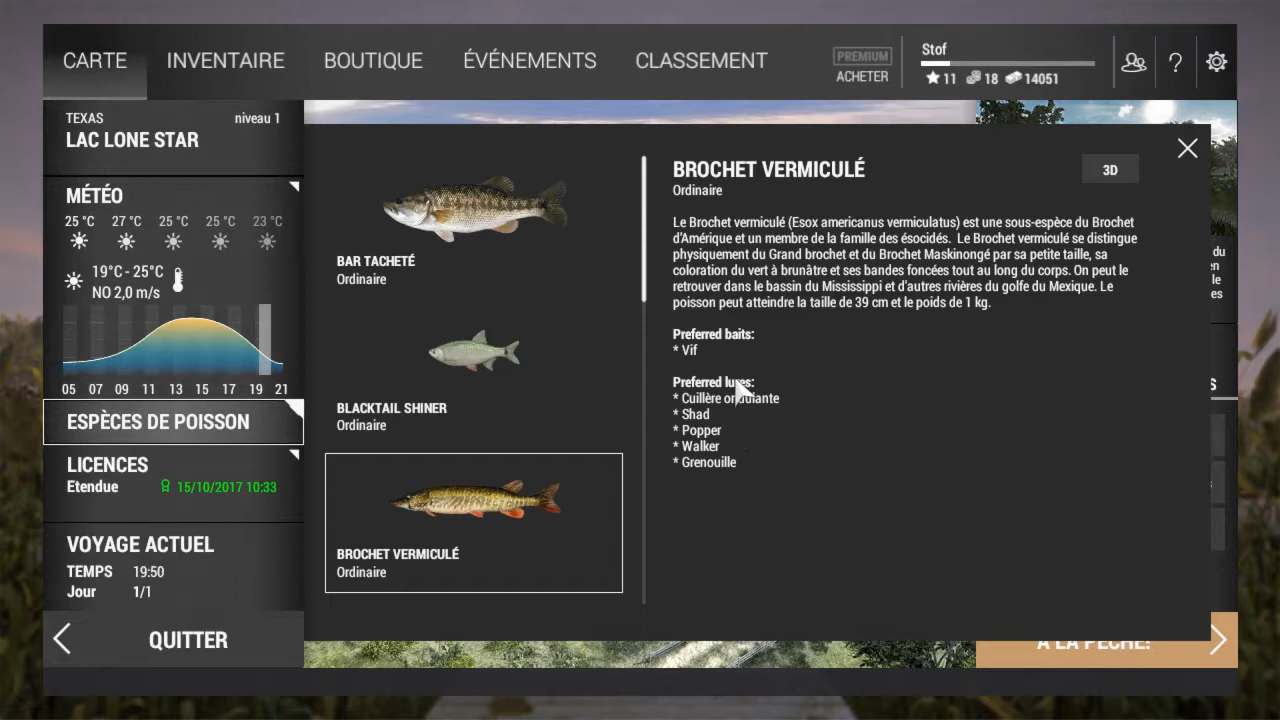 CARTE
INVENTAIRE
BOUTIQUE
ÉVÉNEMENTS
CLASSEMENT
PREMIUM
ACHETER
Stof
11 18 14051
?
TEXAS niveau 1
LAC LONE STAR
MÉTÉO
25 °C 27 °C 25 °C 25 °C 23 °C
19°C - 25°C
NO 2,0 m/s
05 07 09 11 13 15 17 19 21
ESPÈCES DE POISSON
LICENCES
Etendue 15/10/2017 10:33
VOYAGE ACTUEL
TEMPS 19:50
Jour 1/1
QUITTER
BAR TACHETÉ
Ordinaire
BLACKTAIL SHINER
Ordinaire
BROCHET VERMICULÉ
Ordinaire
BROCHET VERMICULÉ
3D
Ordinaire
Le Brochet vermiculé (Esox americanus vermiculatus) est une sous-espèce du Brochet
d'Amérique et un membre de la famille des ésocidés. Le Brochet vermiculé se distingue
physiquement du Grand brochet et du Brochet Maskinongé par sa petite taille, sa
coloration du vert à brunâtre et ses bandes foncées tout au long du corps. On peut le
retrouver dans le bassin du Mississippi et d'autres rivières du golfe du Mexique. Le
poisson peut atteindre la taille de 39 cm et le poids de 1 kg.
Preferred baits:
* Vif
Preferred lures:
* Cuillère ondulante
* Shad
* Popper
* Walker
* Grenouille
du
en
le
es
S
À LA PÊCHE!